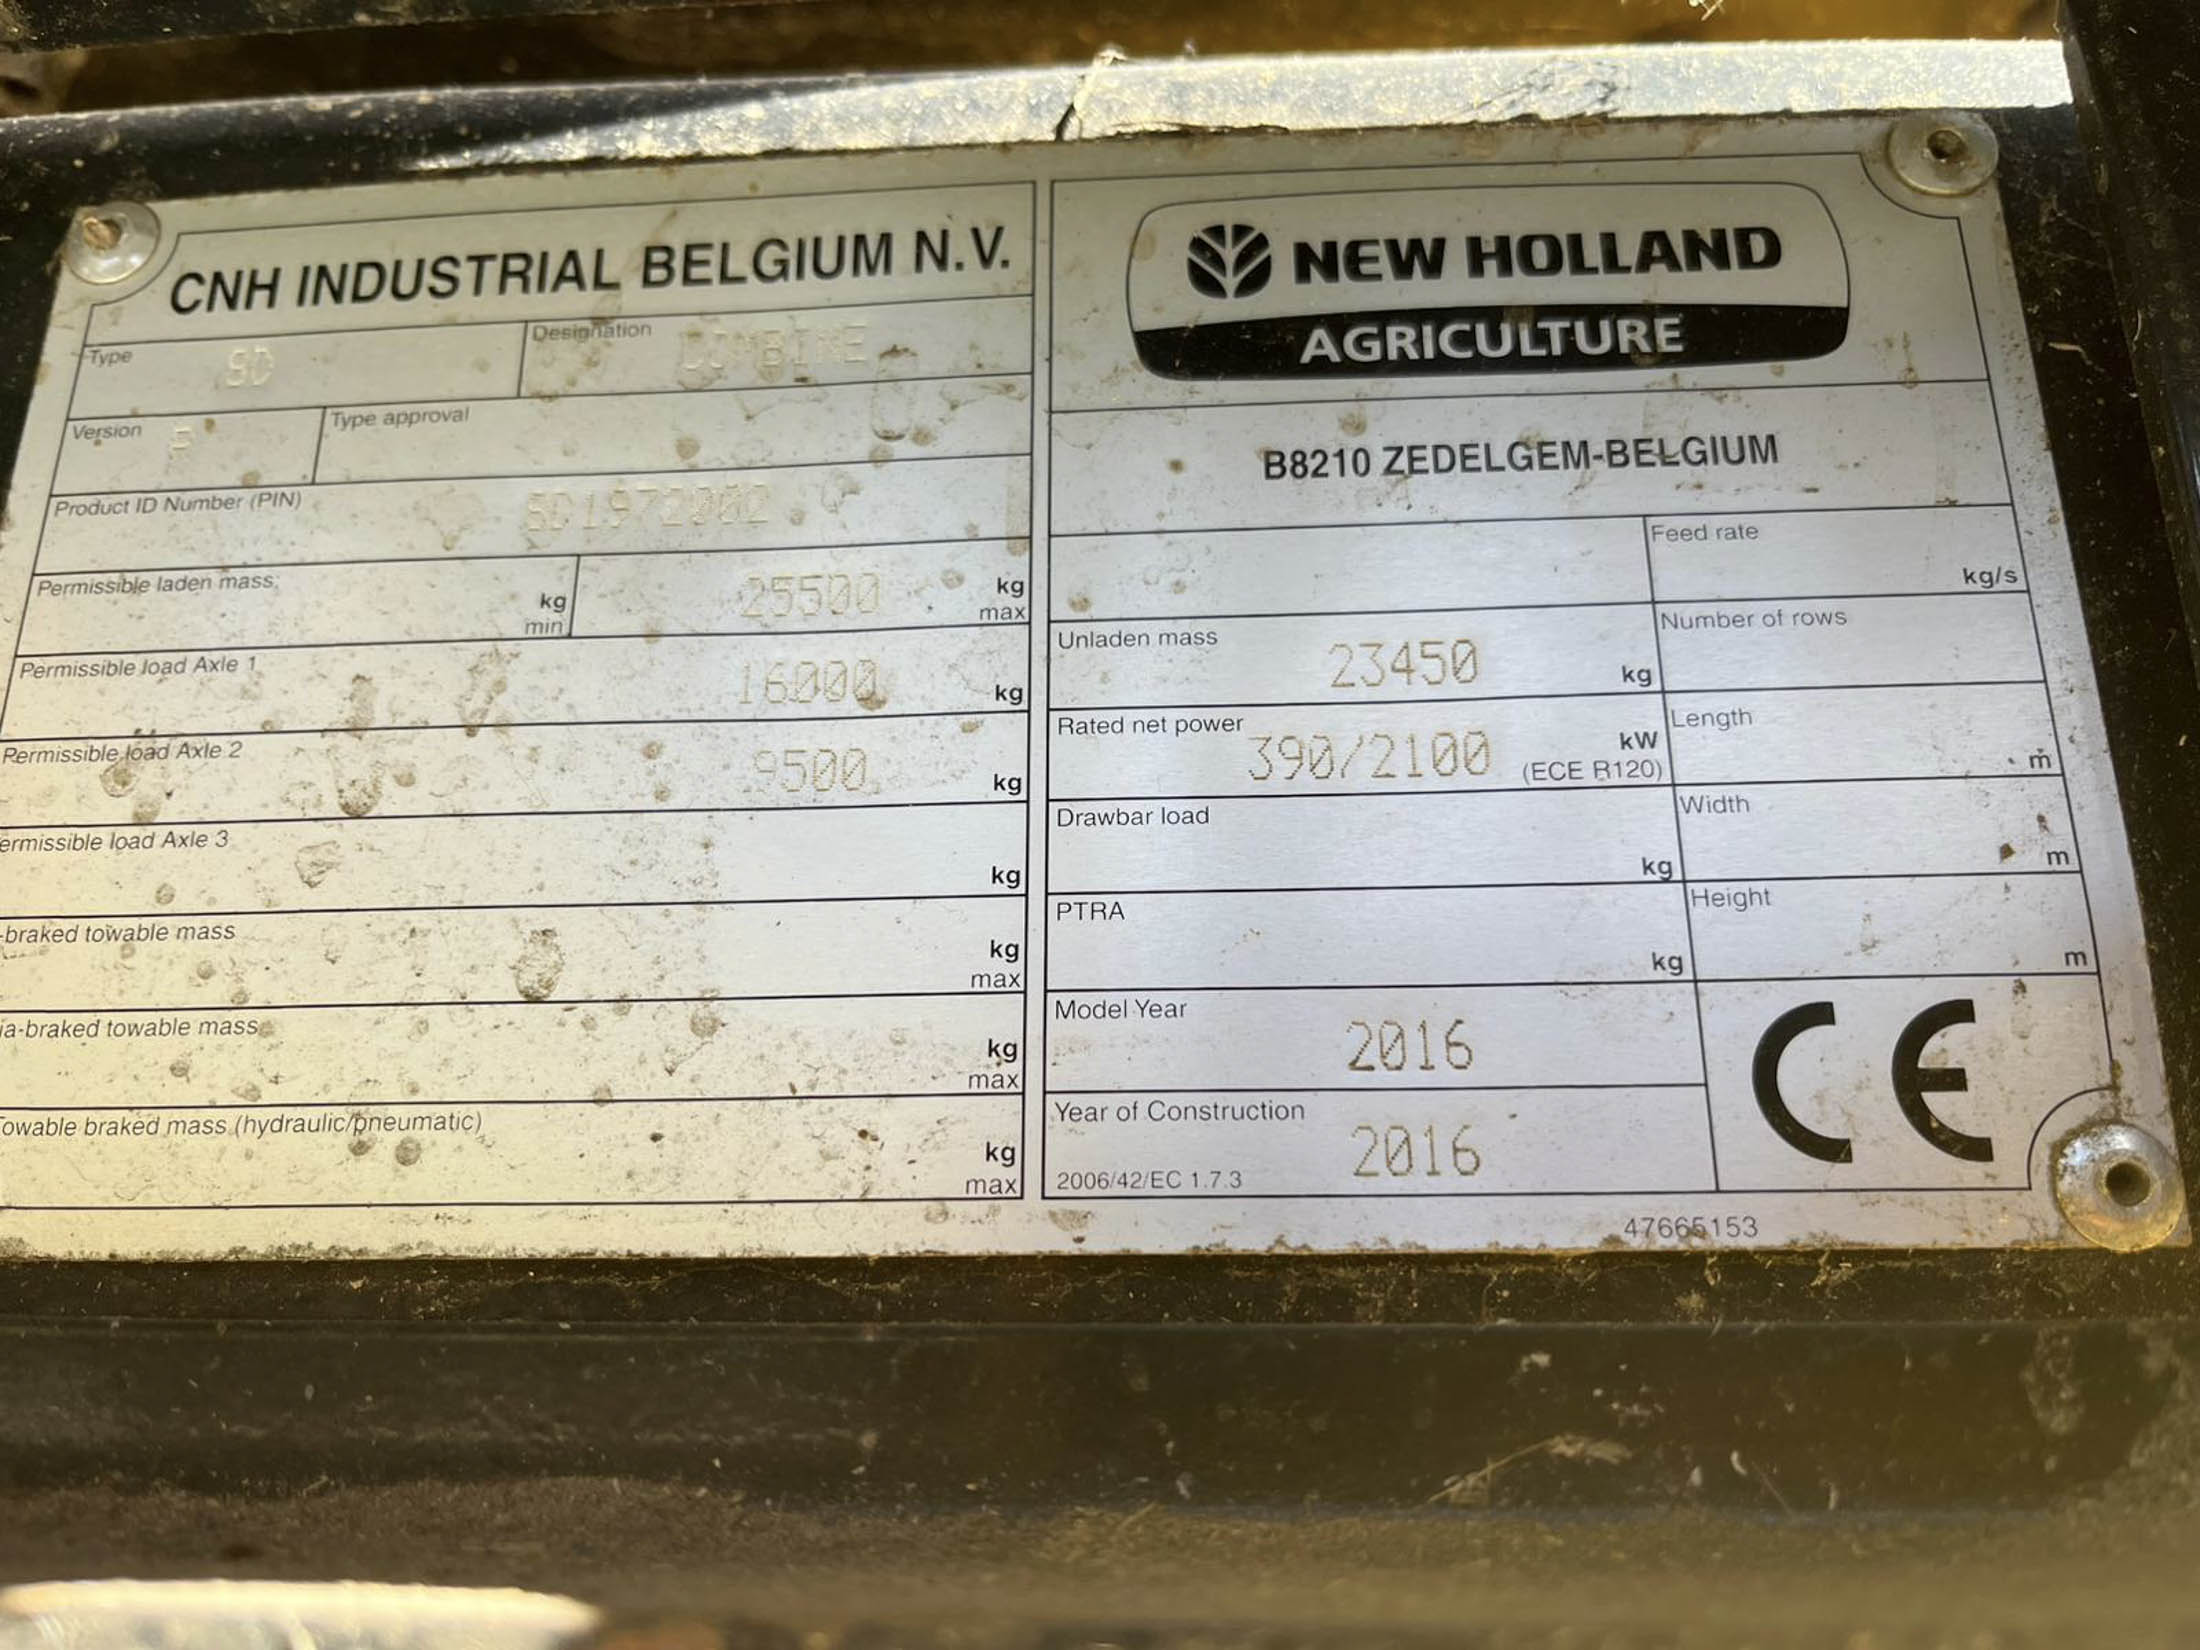 CNH INDUSTRIAL BELGIUM N.V.
Type
Designation COMBINE
Version
Type approval
Product ID Number (PIN)
Permissible laden mass: kg min 25500 kg max
Permissible load Axle 1 16000 kg
Permissible load Axle 2 9500 kg
ermissible load Axle 3 kg
-braked towable mass kg max
ia-braked towable mass kg max
owable braked mass (hydraulic/pneumatic) kg max
NEW HOLLAND
AGRICULTURE
B8210 ZEDELGEM-BELGIUM
Feed rate kg/s
Unladen mass 23450 kg
Number of rows
Rated net power 390/2100 kW (ECE R120)
Length m
Drawbar load kg
Width m
PTRA kg
Height m
Model Year 2016
Year of Construction 2016
2006/42/EC 1.7.3
CE
47665153